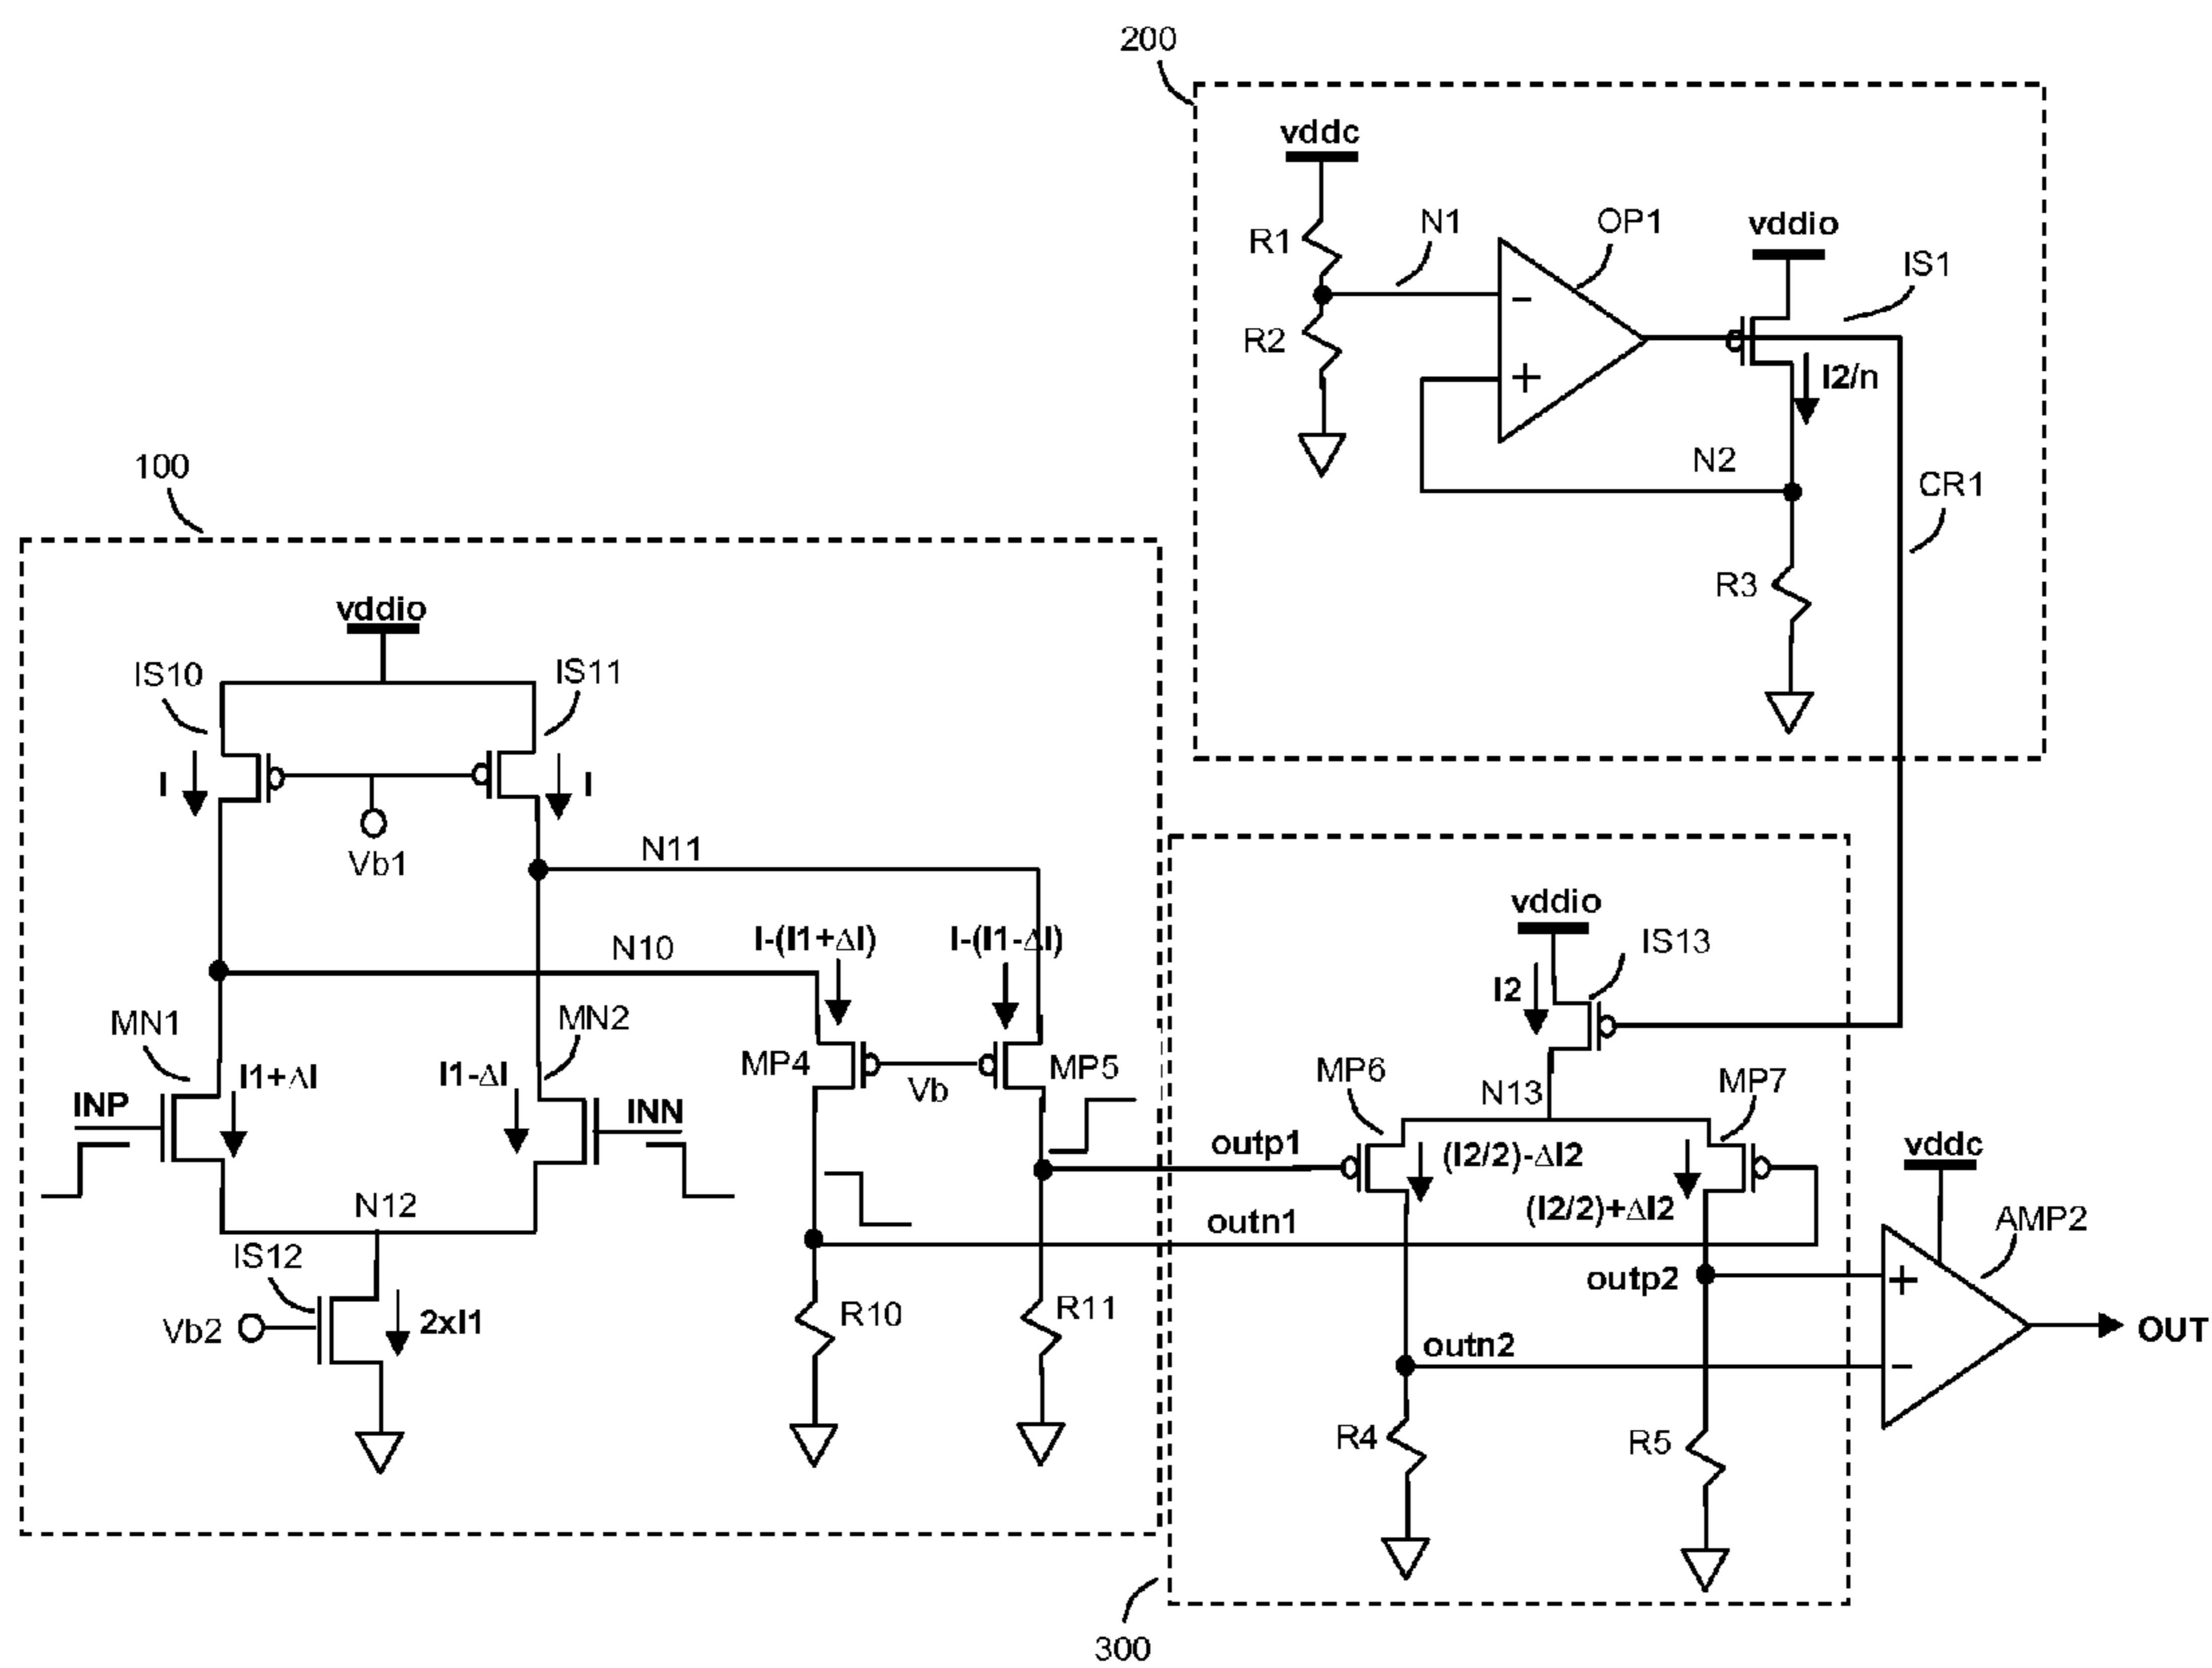 200
vddc
R1
N1
OP1
vddio
IS1
R2
−
+
I2/n
N2
CR1
R3
100
vddio
IS10
IS11
I
I
Vb1
N11
N10
I-(I1+ΔI)
I-(I1-ΔI)
MN1
MN2
I1+ΔI
I1-ΔI
INP
INN
MP4
Vb
MP5
N12
IS12
Vb2
2xI1
R10
R11
vddio
IS13
I2
MP6
N13
MP7
outp1
(I2/2)-ΔI2
(I2/2)+ΔI2
outn1
vddc
AMP2
outp2
+
OUT
outn2
−
R4
R5
300